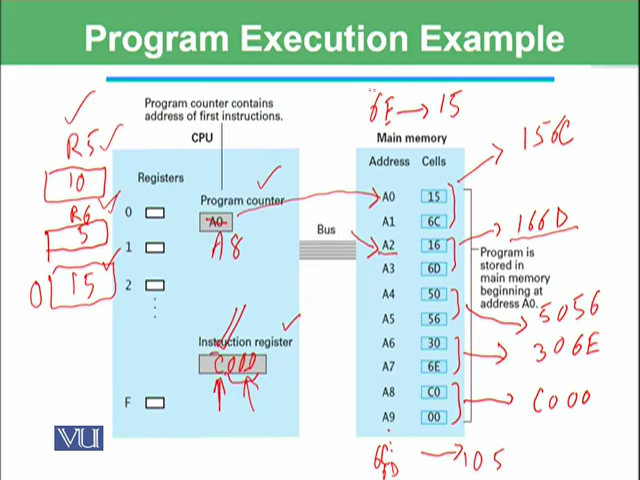 Program Execution Example
Program counter contains
address of first instructions.
6E → 15
R5
10
R6
5
0 15
CPU
Registers
0
1
2
F
Program counter
A0
A8
Instruction register
C000
Bus
Main memory
Address Cells
A0 15
A1 6C
A2 16
A3 6D
A4 50
A5 56
A6 30
A7 6E
A8 C0
A9 00
156C
166D
5056
306E
C000
Program is
stored in
main memory
beginning at
address A0.
→ 105
VU